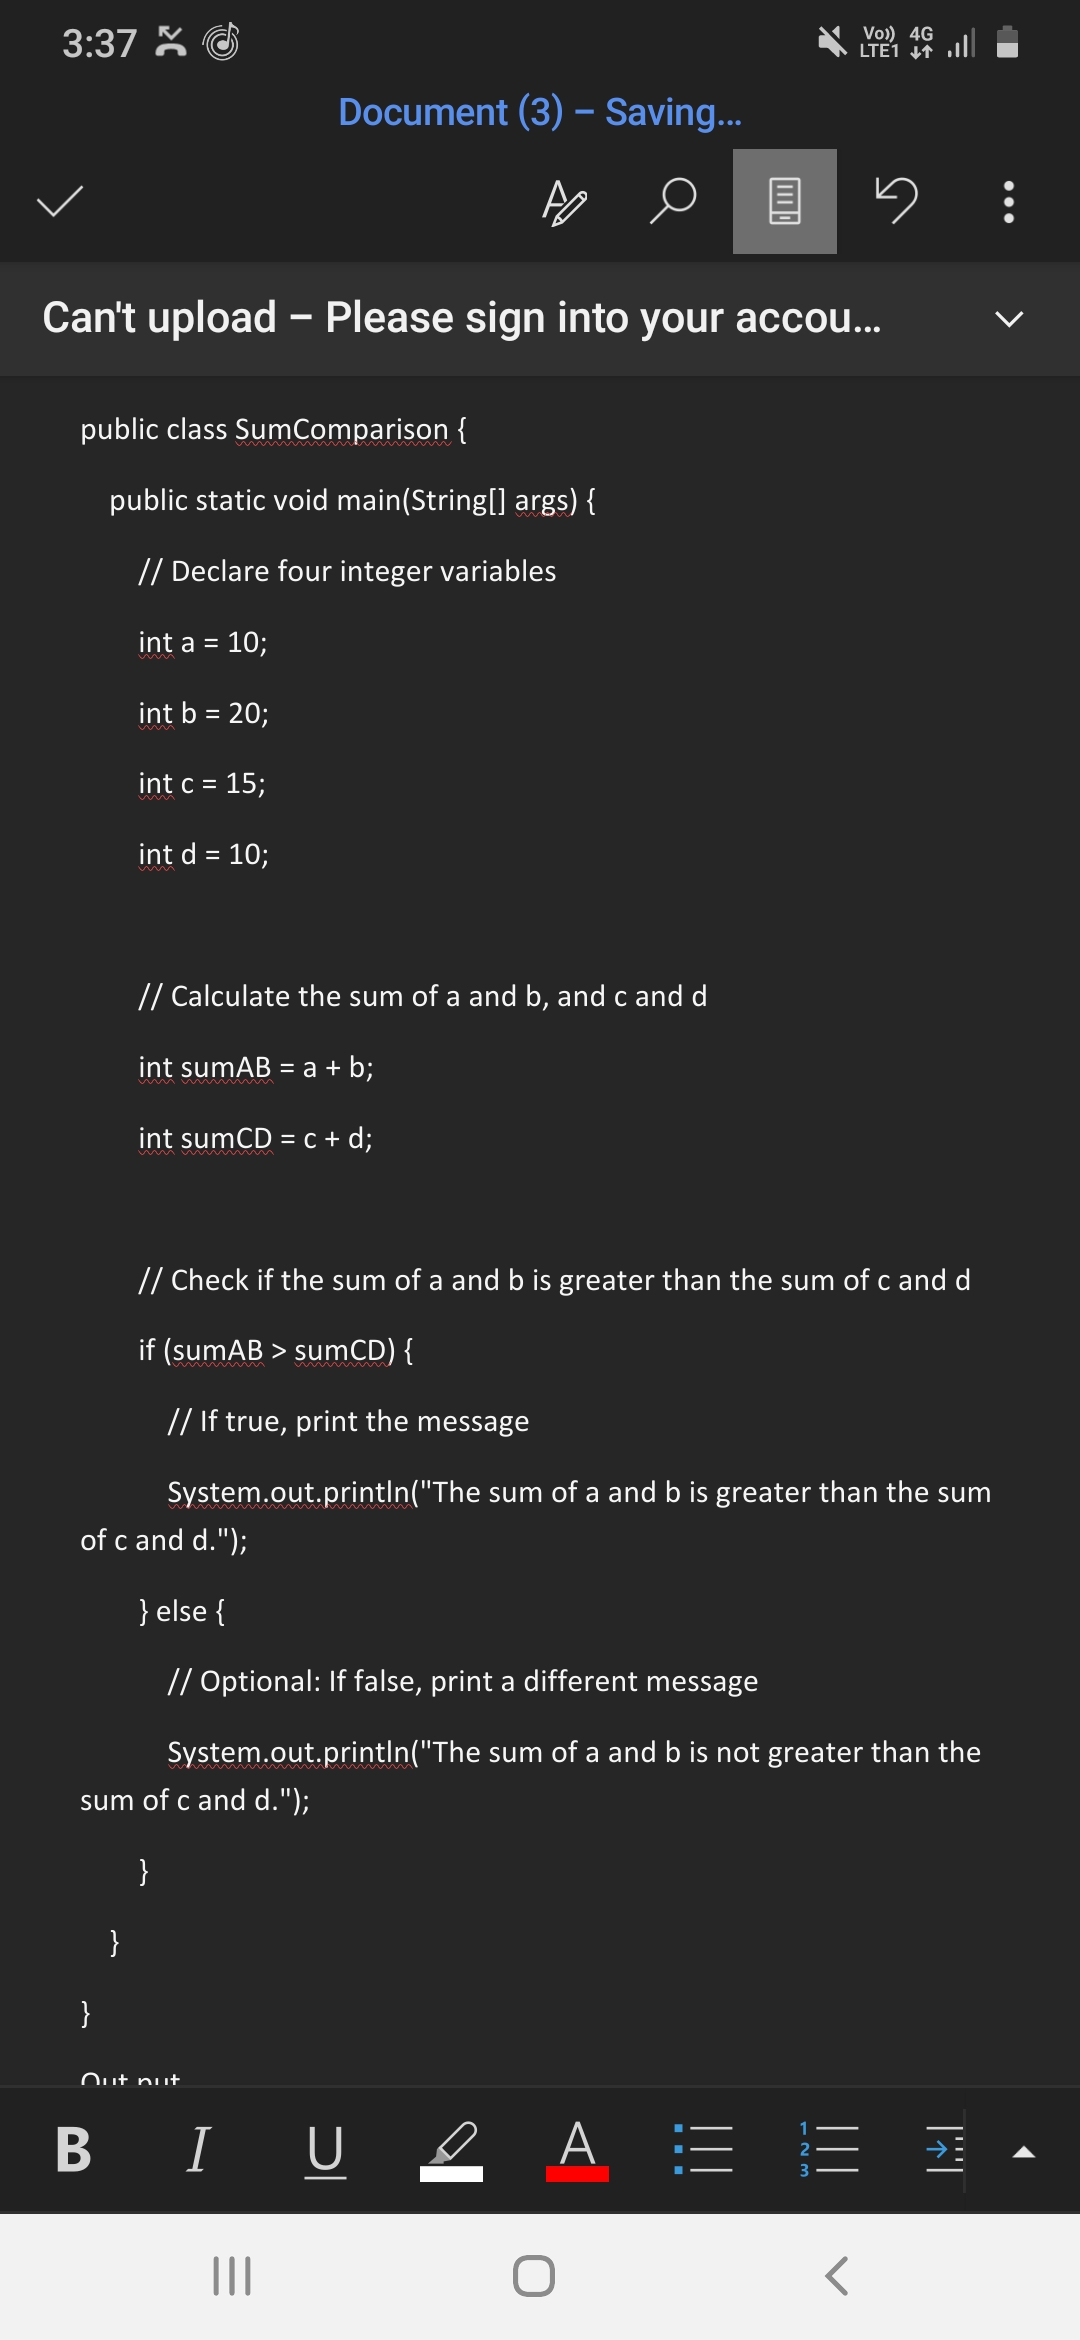 3:37
Vo)) 4G
LTE1
Document (3) – Saving...
Can't upload – Please sign into your accou...
public class SumComparison {
public static void main(String[] args) {
// Declare four integer variables
int a = 10;
int b = 20;
int c = 15;
int d = 10;
// Calculate the sum of a and b, and c and d
int sumAB = a + b;
int sumCD = c + d;
// Check if the sum of a and b is greater than the sum of c and d
if (sumAB > sumCD) {
// If true, print the message
System.out.println("The sum of a and b is greater than the sum
of c and d.");
} else {
// Optional: If false, print a different message
System.out.println("The sum of a and b is not greater than the
sum of c and d.");
}
}
}
Out put
B I U A
1
2
3